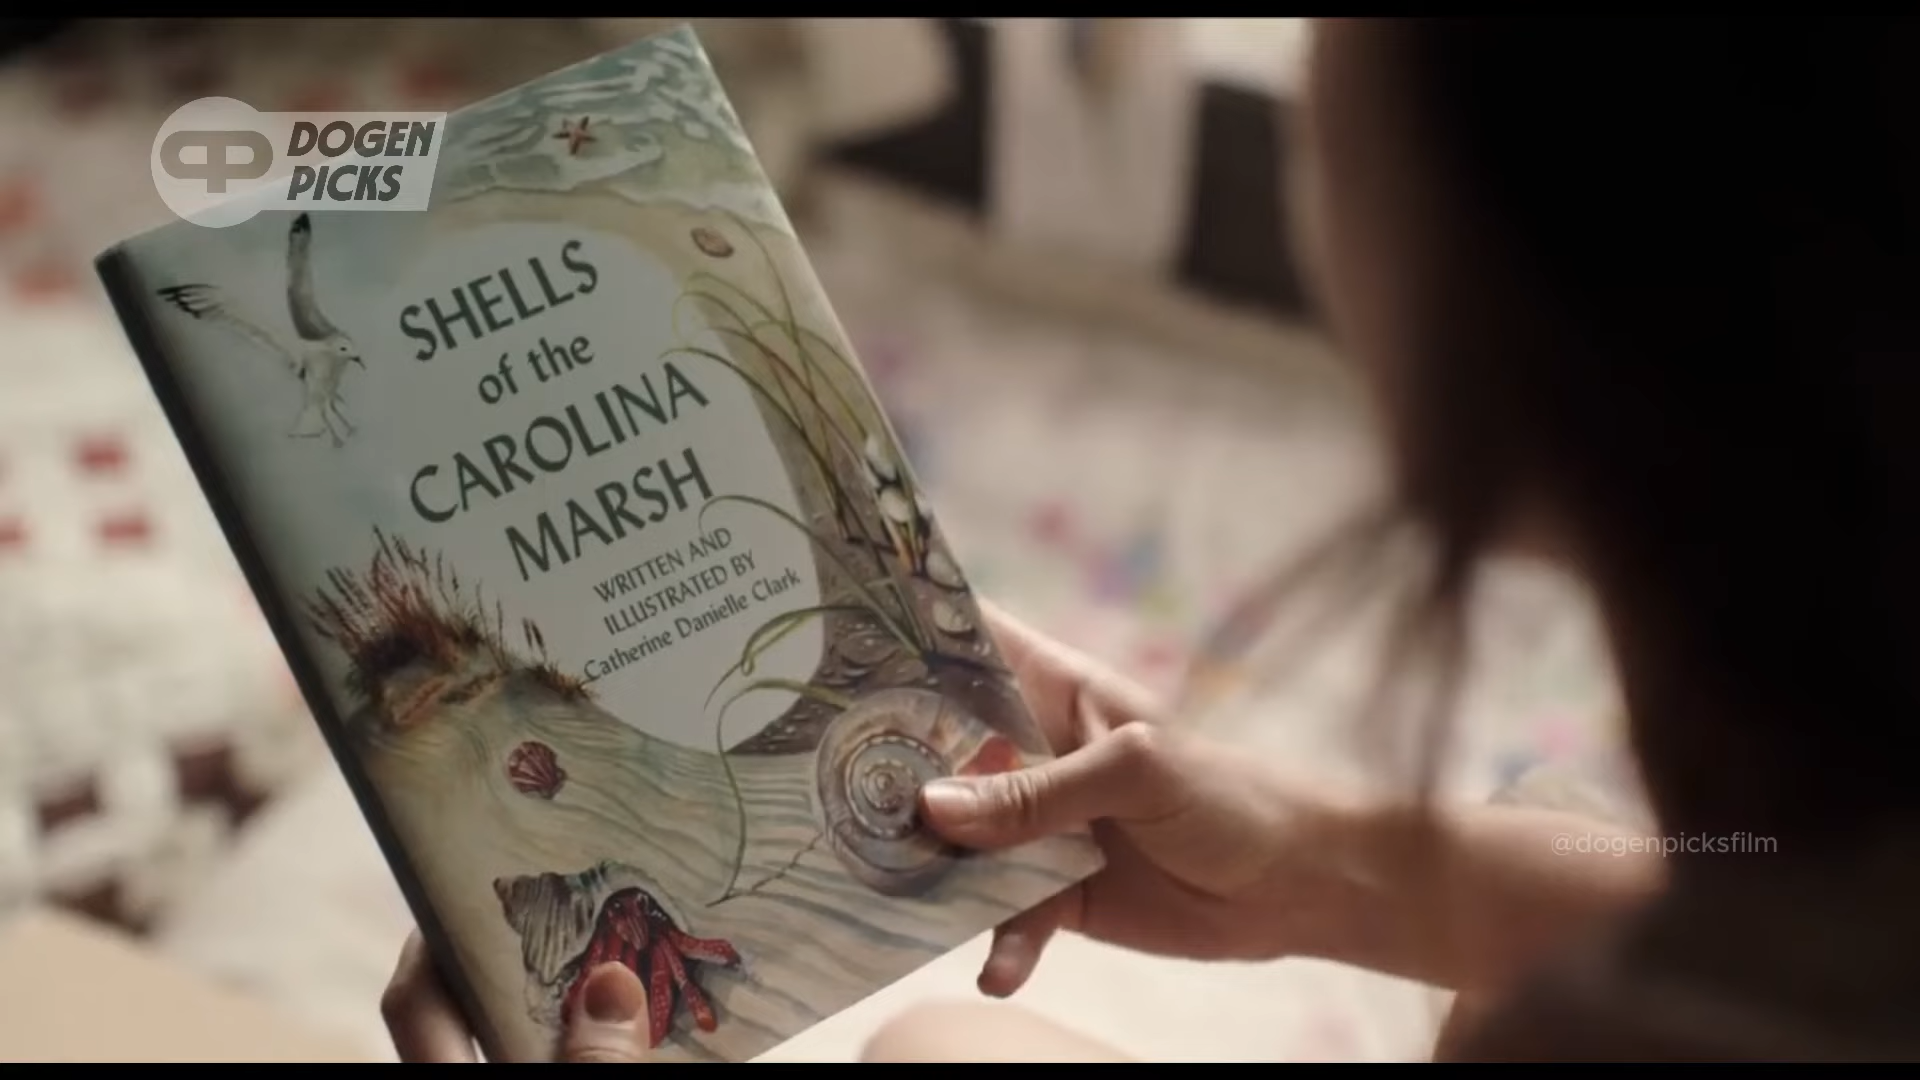 DOGEN
PICKS
SHELLS
of the
CAROLINA
MARSH
WRITTEN AND
ILLUSTRATED BY
Catherine Danielle Clark
@dogenpicksfilm